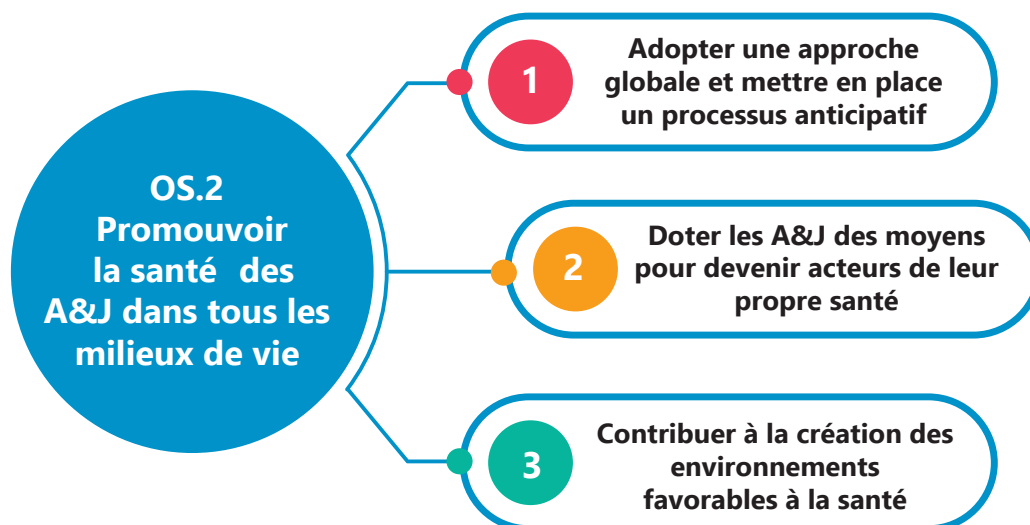 OS.2
Promouvoir
la santé des
A&J dans tous les
milieux de vie
1
Adopter une approche
globale et mettre en place
un processus anticipatif
2
Doter les A&J des moyens
pour devenir acteurs de leur
propre santé
3
Contribuer à la création des
environnements
favorables à la santé